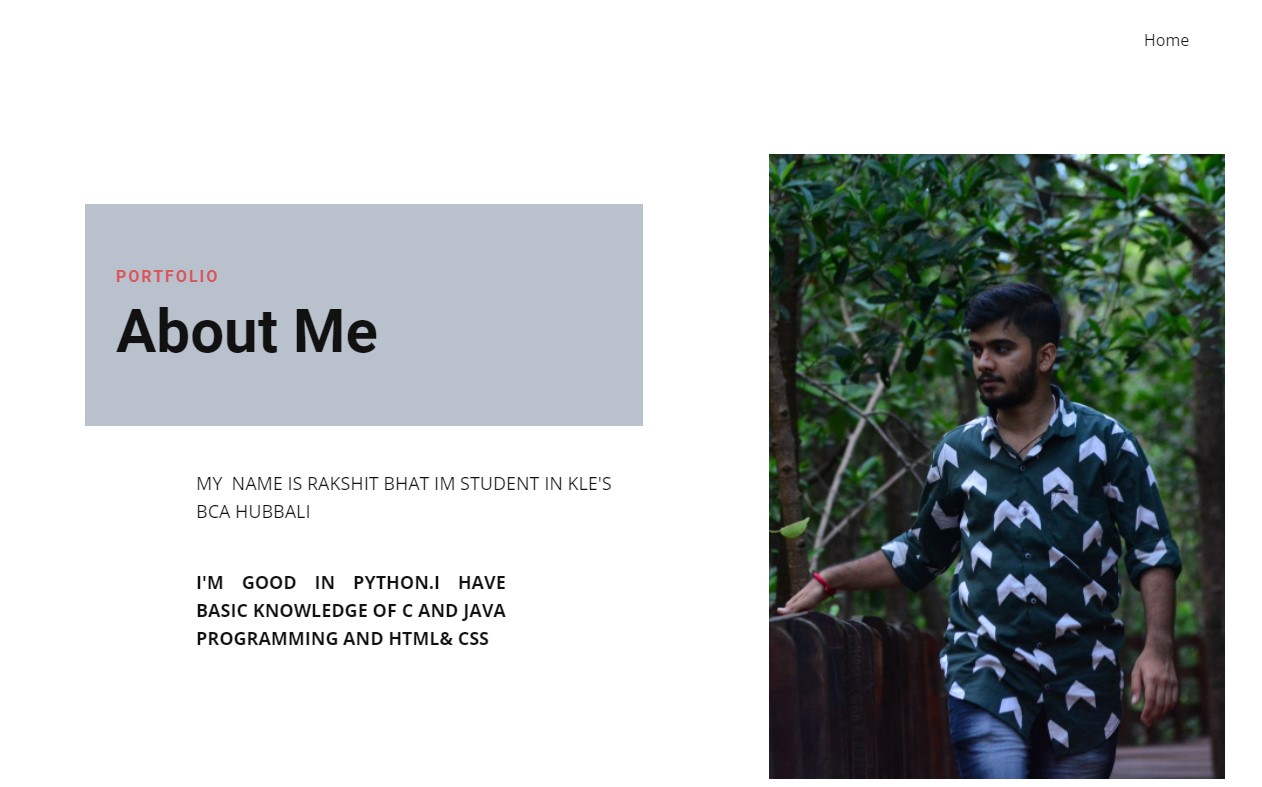 Home
PORTFOLIO
About Me
MY  NAME IS RAKSHIT BHAT IM STUDENT IN KLE'S
BCA HUBBALI
I'M GOOD IN PYTHON.I HAVE
BASIC KNOWLEDGE OF C AND JAVA
PROGRAMMING AND HTML& CSS